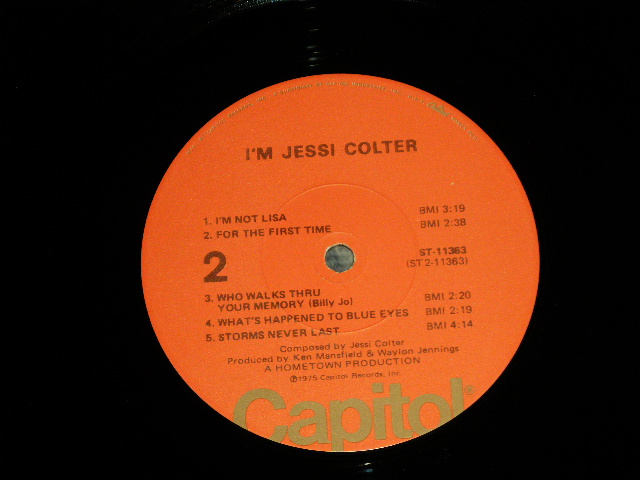 I'M JESSI COLTER
1. I'M NOT LISA BMI 3:19
2. FOR THE FIRST TIME BMI 2:38
2 ST-11363
(ST2-11363)
3. WHO WALKS THRU
YOUR MEMORY (Billy Jo) BMI 2:20
4. WHAT'S HAPPENED TO BLUE EYES BMI 2:19
5. STORMS NEVER LAST BMI 4:14
Composed by Jessi Colter
Produced by Ken Mansfield & Waylon Jennings
A HOMETOWN PRODUCTION
℗1975 Capitol Records, Inc.
Capitol®